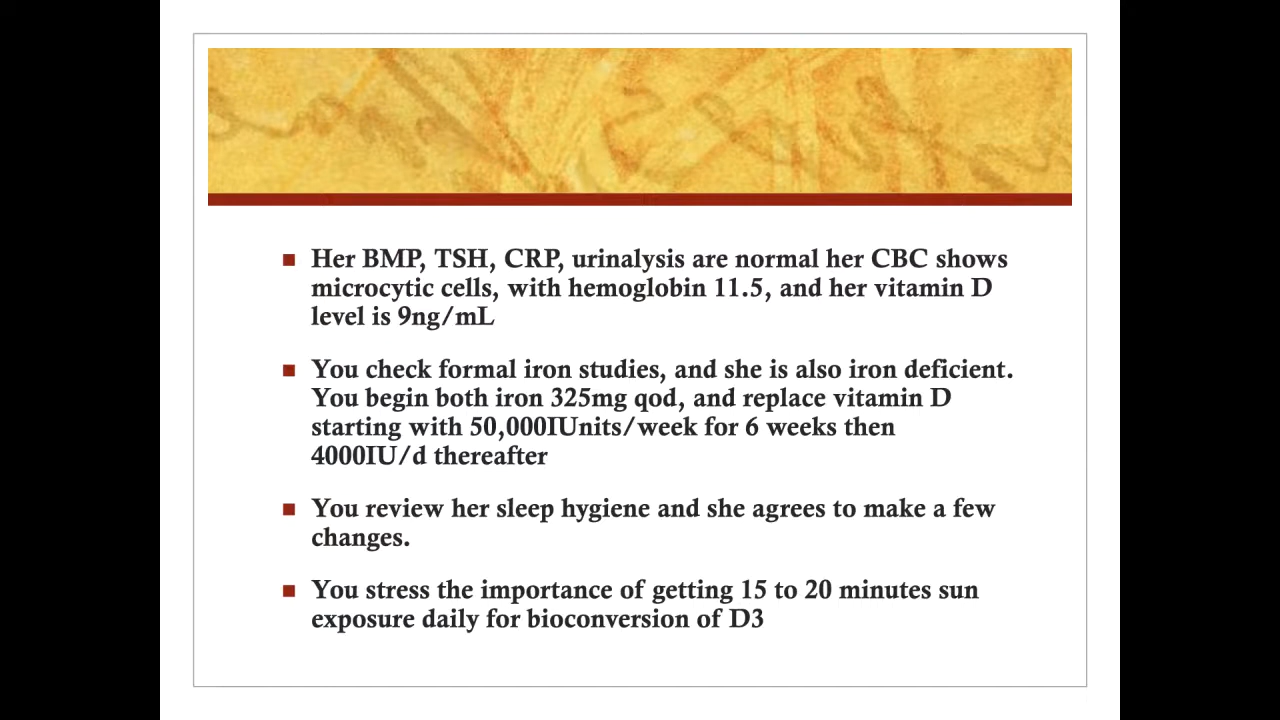 Her BMP, TSH, CRP, urinalysis are normal her CBC shows
microcytic cells, with hemoglobin 11.5, and her vitamin D
level is 9ng/mL
You check formal iron studies, and she is also iron deficient.
You begin both iron 325mg qod, and replace vitamin D
starting with 50,000IUnits/week for 6 weeks then
4000IU/d thereafter
You review her sleep hygiene and she agrees to make a few
changes.
You stress the importance of getting 15 to 20 minutes sun
exposure daily for bioconversion of D3